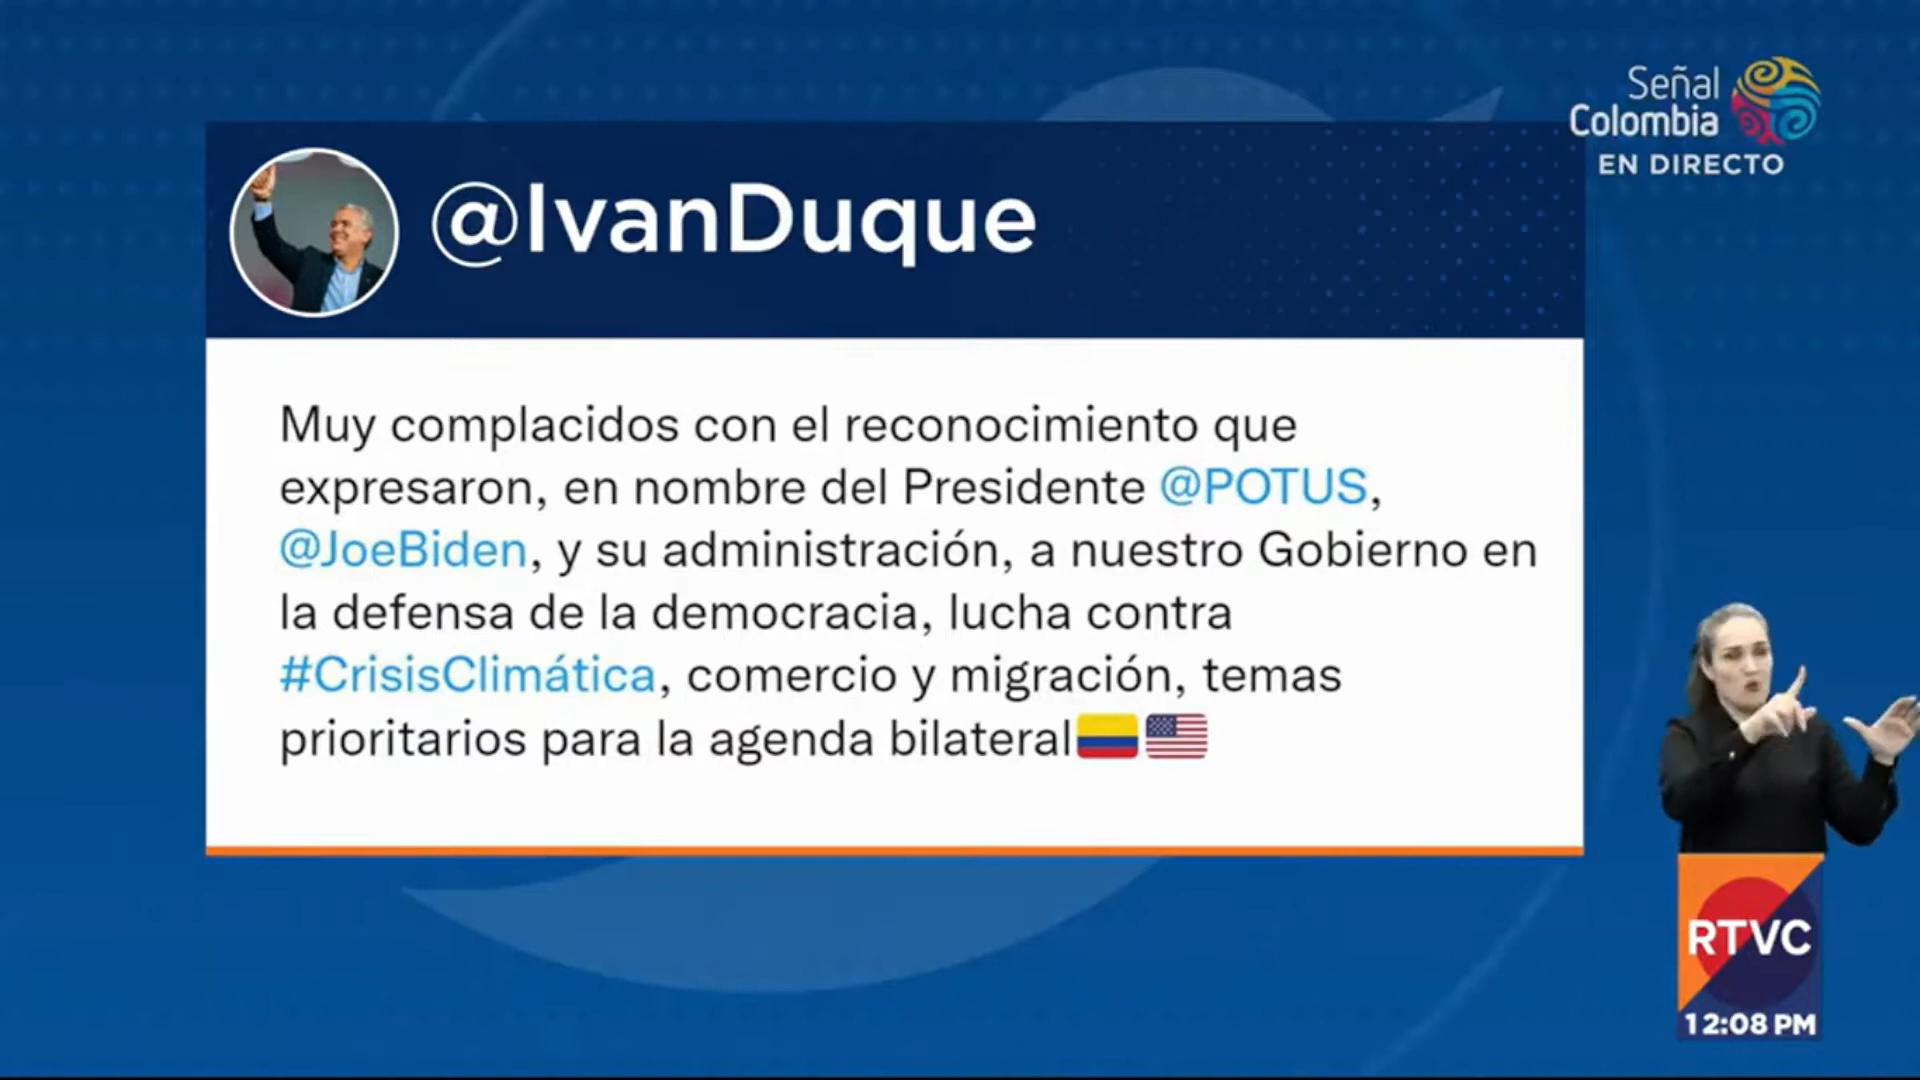 Señal
Colombia
EN DIRECTO
@IvanDuque
Muy complacidos con el reconocimiento que
expresaron, en nombre del Presidente @POTUS,
@JoeBiden, y su administración, a nuestro Gobierno en
la defensa de la democracia, lucha contra
#CrisisClimática, comercio y migración, temas
prioritarios para la agenda bilateral🇨🇴🇺🇸
RTVC
12:08 PM